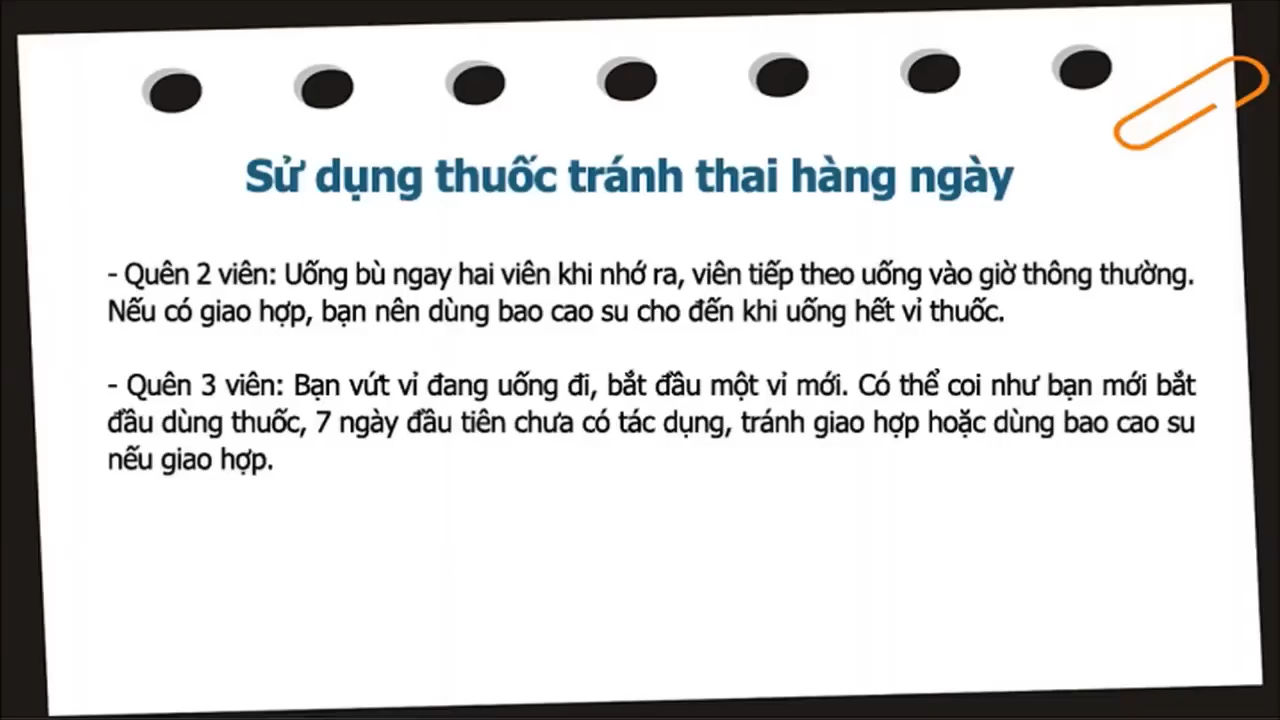 Sử dụng thuốc tránh thai hàng ngày
- Quên 2 viên: Uống bù ngay hai viên khi nhớ ra, viên tiếp theo uống vào giờ thông thường.
Nếu có giao hợp, bạn nên dùng bao cao su cho đến khi uống hết vỉ thuốc.
- Quên 3 viên: Bạn vứt vỉ đang uống đi, bắt đầu một vỉ mới. Có thể coi như bạn mới bắt
đầu dùng thuốc, 7 ngày đầu tiên chưa có tác dụng, tránh giao hợp hoặc dùng bao cao su
nếu giao hợp.